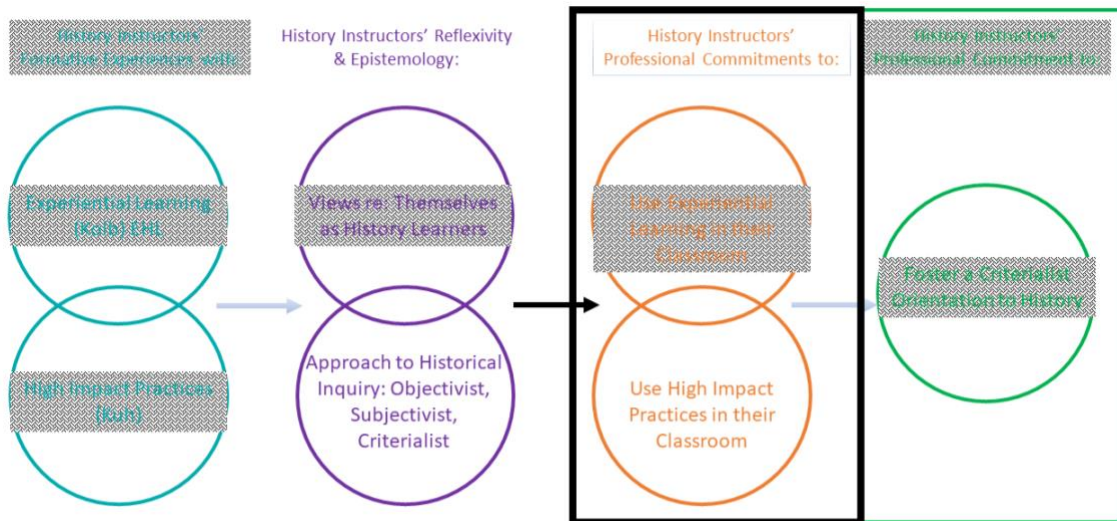 History Instructors'
Formative Experiences with:
Experiential Learning
(Kolb) EHL
High Impact Practices
(Kuh)
History Instructors' Reflexivity
& Epistemology:
Views re: Themselves
as History Learners
Approach to Historical
Inquiry: Objectivist,
Subjectivist,
Criterialist
History Instructors'
Professional Commitments to:
Use Experiential
Learning in their
Classroom
Use High Impact
Practices in their
Classroom
History Instructors'
Professional Commitment to:
Foster a Criterialist
Orientation to History